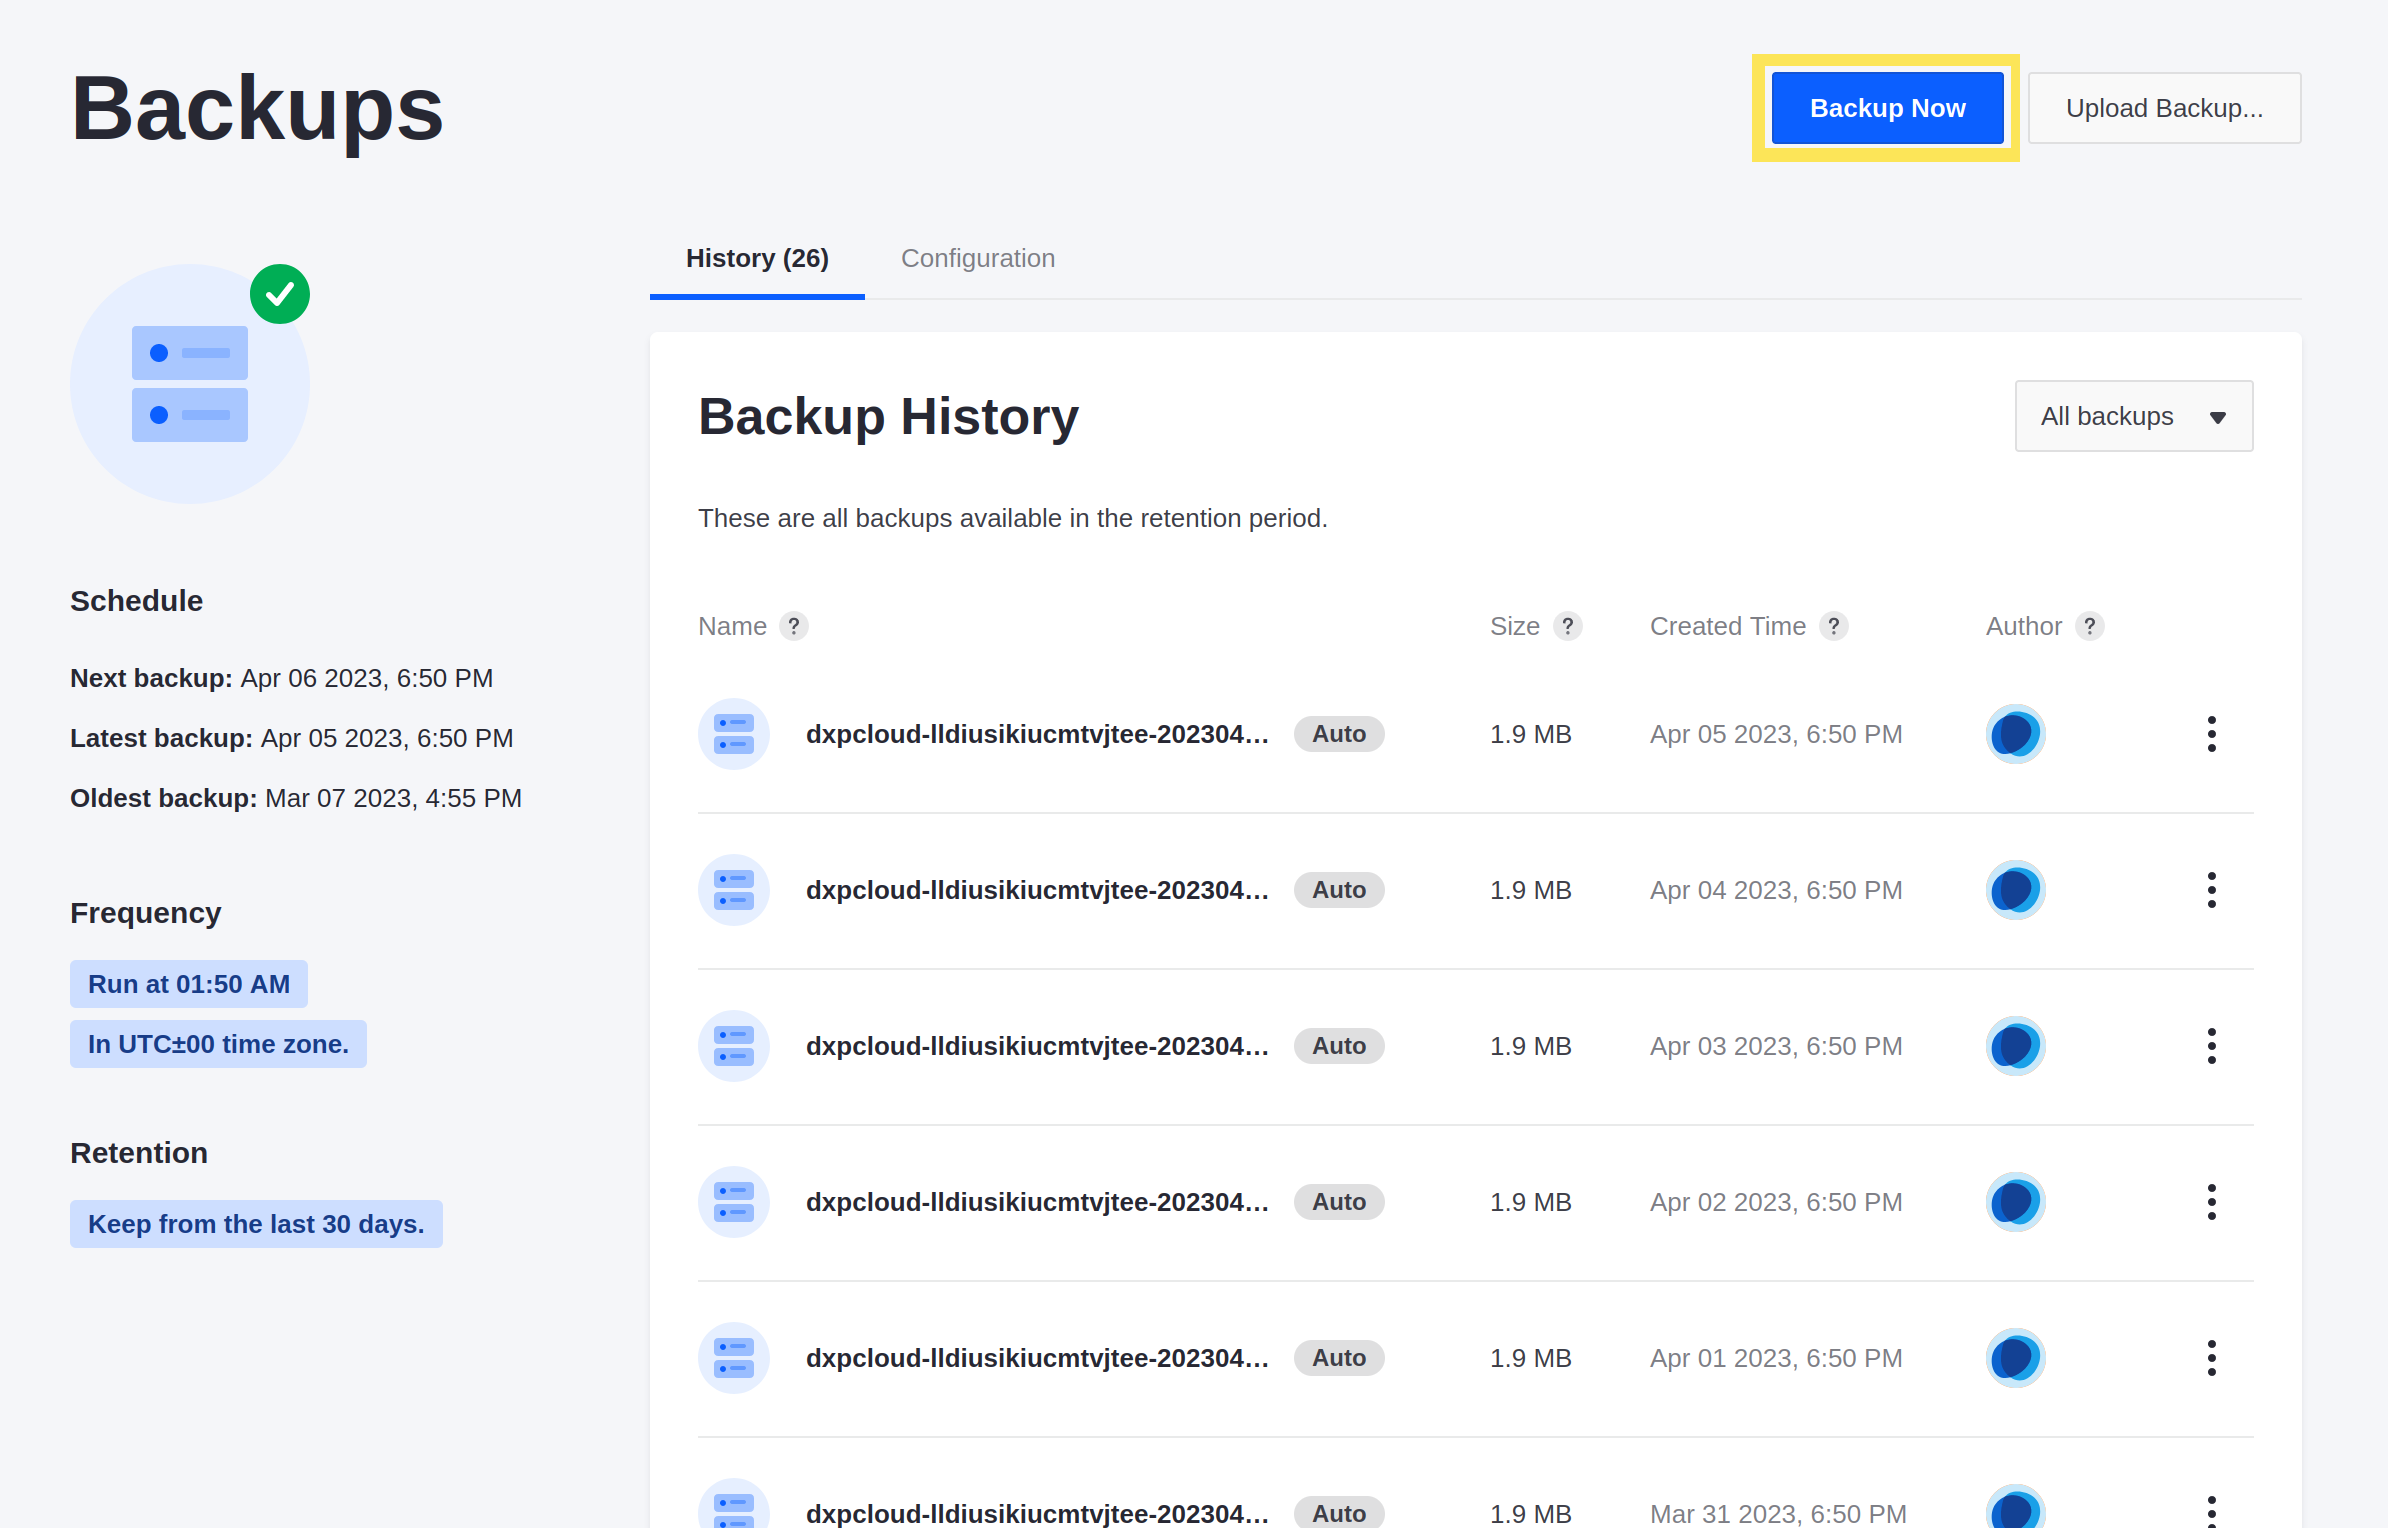 Backups
Backup Now
Upload Backup...
History (26)
Configuration
Schedule
Next backup: Apr 06 2023, 6:50 PM
Latest backup: Apr 05 2023, 6:50 PM
Oldest backup: Mar 07 2023, 4:55 PM
Frequency
Run at 01:50 AM
In UTC±00 time zone.
Retention
Keep from the last 30 days.
Backup History
All backups
These are all backups available in the retention period.
Name ? Size ? Created Time ? Author ?
dxpcloud-lldiusikiucmtvjtee-202304... Auto 1.9 MB Apr 05 2023, 6:50 PM
dxpcloud-lldiusikiucmtvjtee-202304... Auto 1.9 MB Apr 04 2023, 6:50 PM
dxpcloud-lldiusikiucmtvjtee-202304... Auto 1.9 MB Apr 03 2023, 6:50 PM
dxpcloud-lldiusikiucmtvjtee-202304... Auto 1.9 MB Apr 02 2023, 6:50 PM
dxpcloud-lldiusikiucmtvjtee-202304... Auto 1.9 MB Apr 01 2023, 6:50 PM
dxpcloud-lldiusikiucmtvjtee-202304... Auto 1.9 MB Mar 31 2023, 6:50 PM